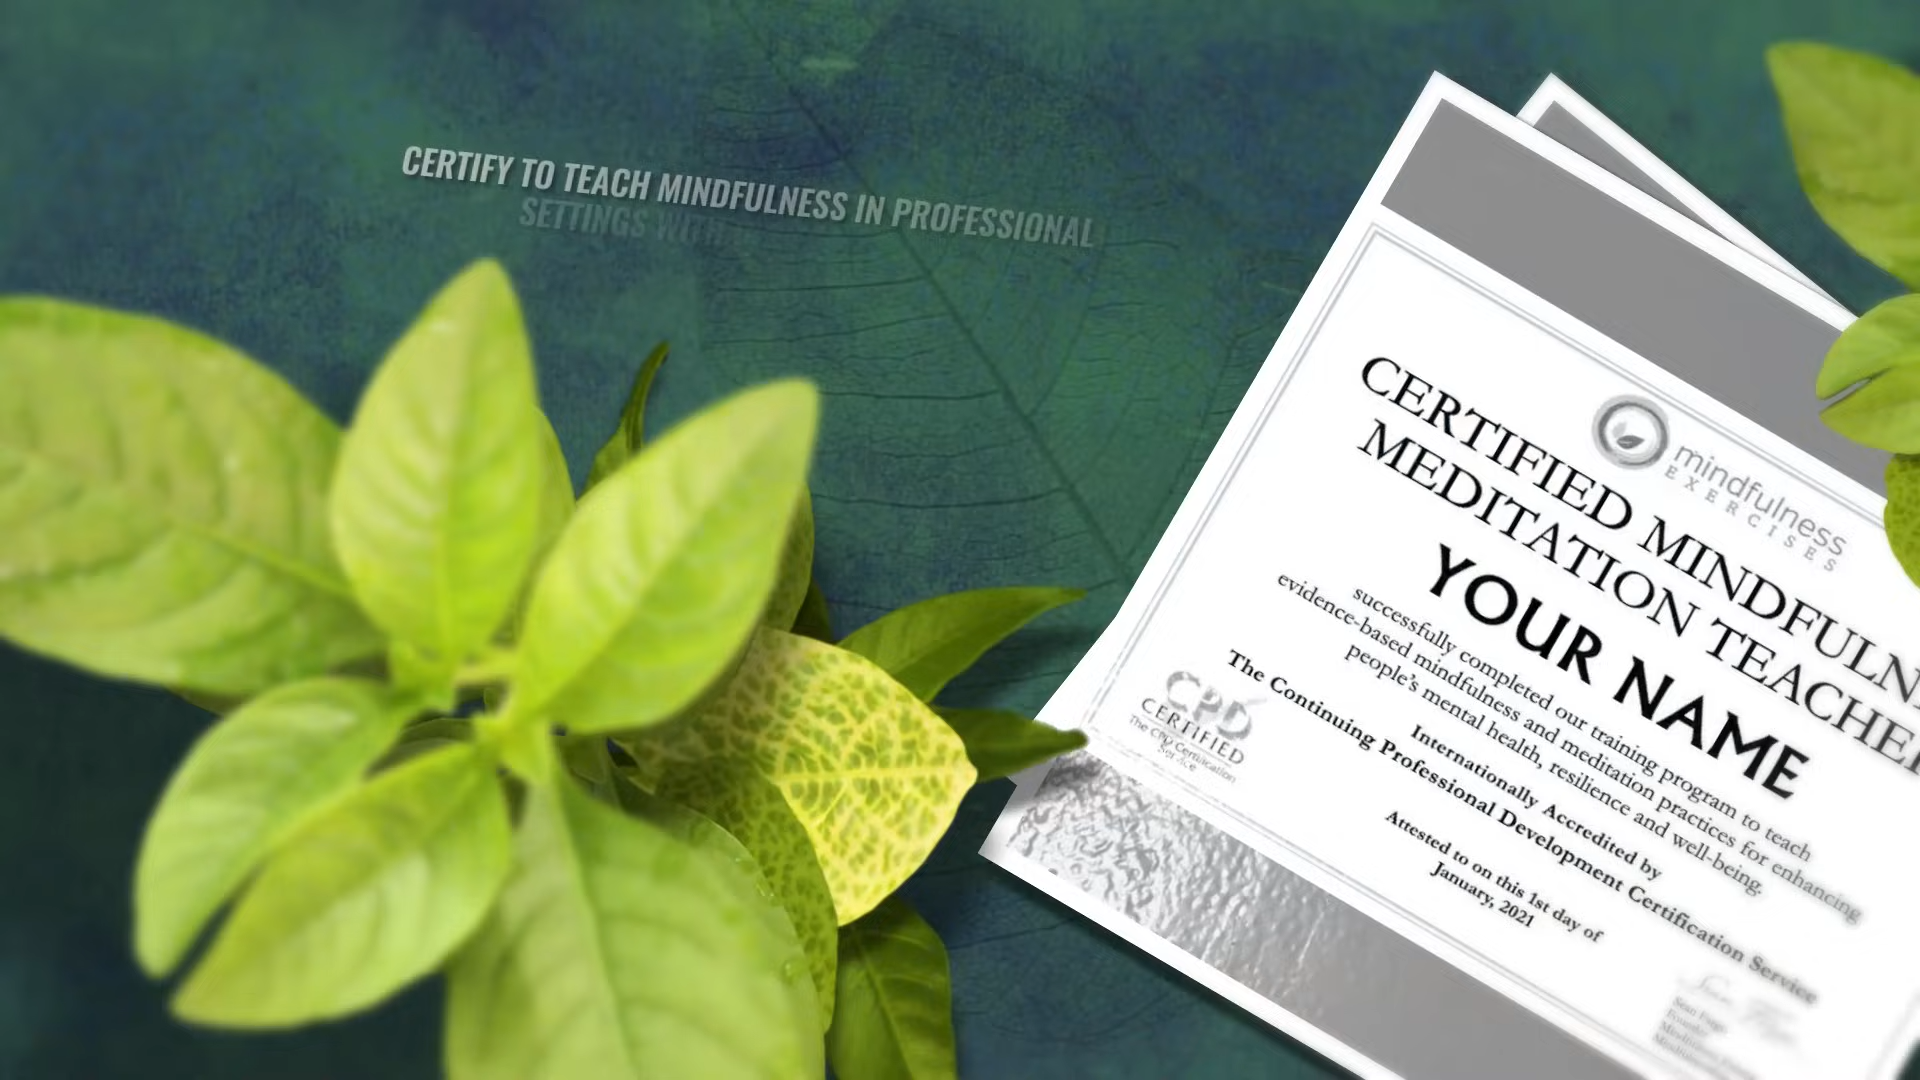 CERTIFY TO TEACH MINDFULNESS IN PROFESSIONAL
SETTINGS WITH
mindfulness
EXERCISES
CERTIFIED MINDFULN
MEDITATION TEACHER
YOUR NAME
successfully completed our training program to teach
evidence-based mindfulness and meditation practices for enhancing
people's mental health, resilience and well-being.
Internationally Accredited by
The Continuing Professional Development Certification Service
Attested to on this 1st day of
January, 2021
CPD
CERTIFIED
The CPD Certification
Service